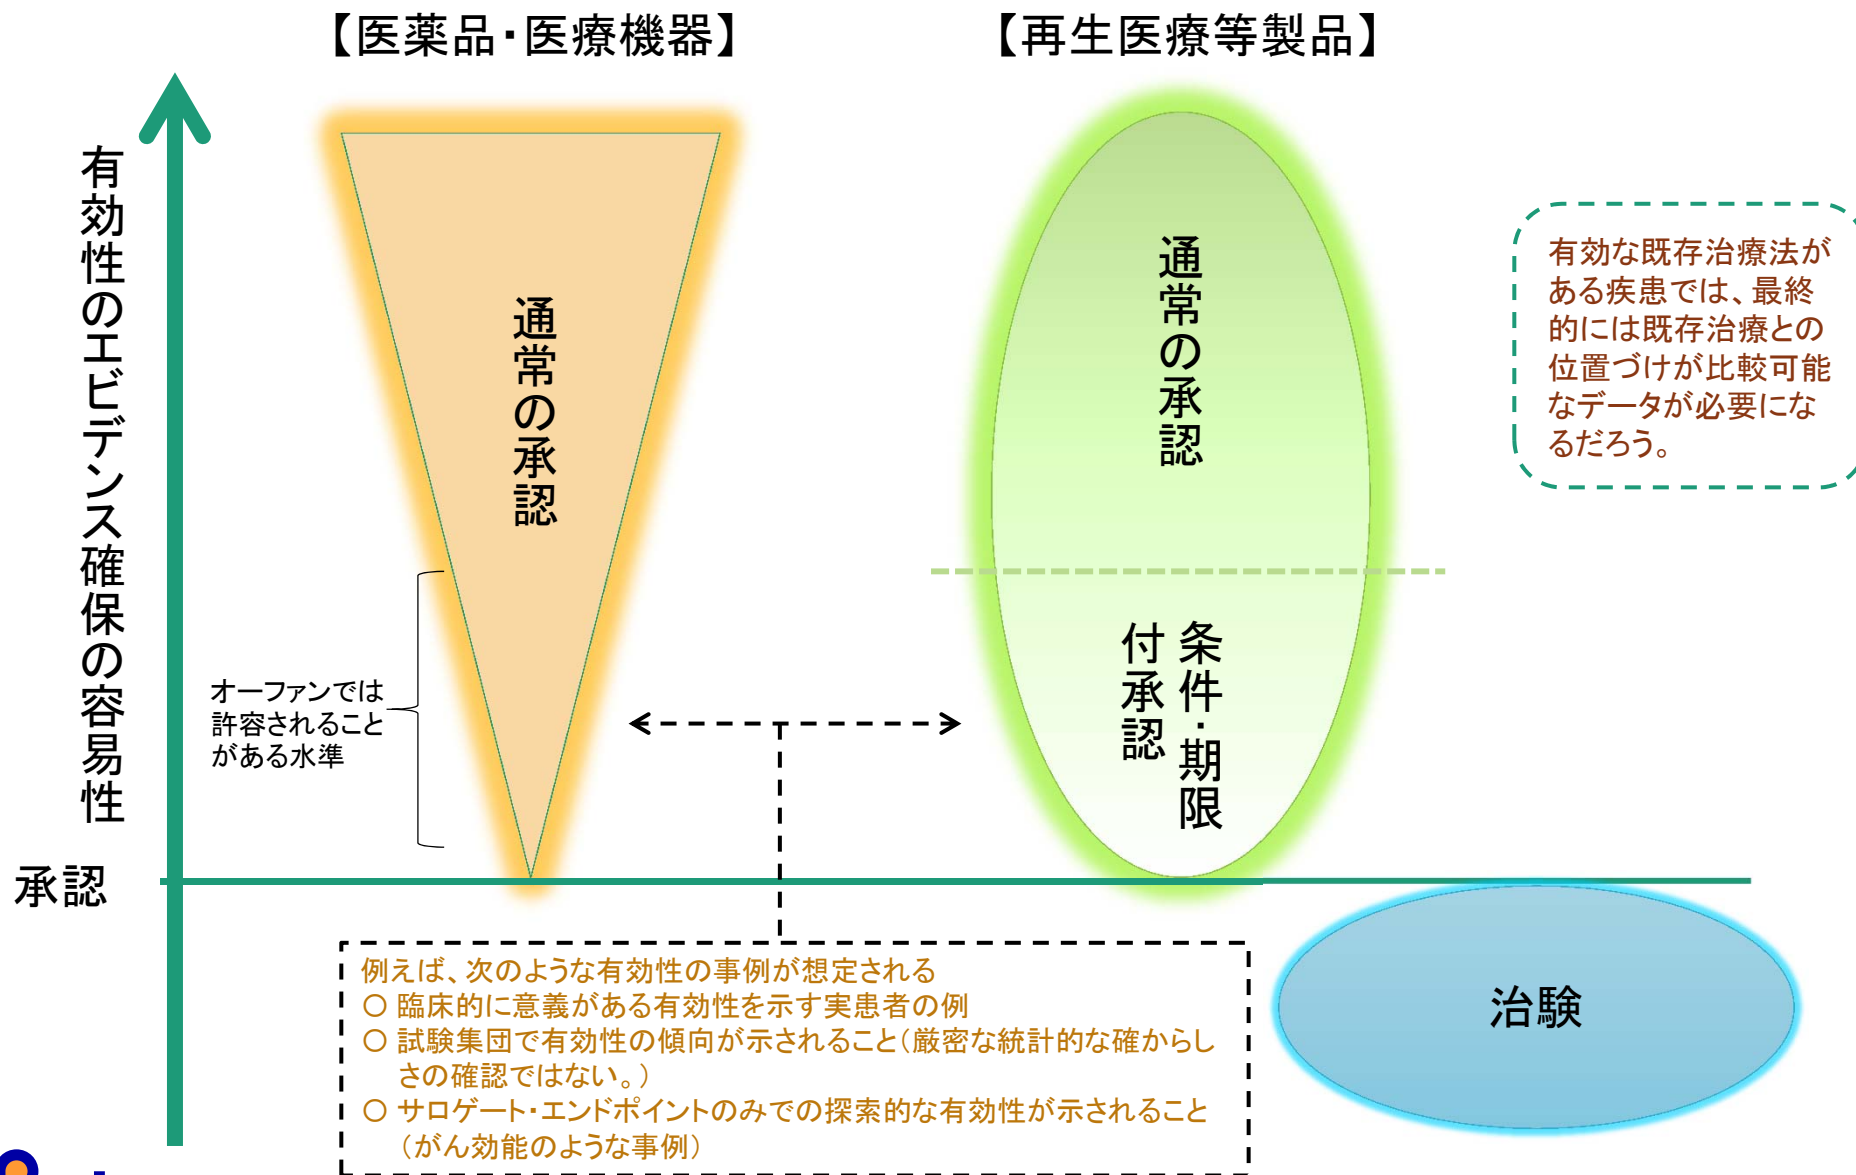 【医薬品・医療機器】
【再生医療等製品】
有効性のエビデンス確保の容易性
通常の承認
通常の承認
有効な既存治療法が
ある疾患では、最終
的には既存治療との
位置づけが比較可能
なデータが必要にな
るだろう。
条件・期限
付承認
オーファンでは
許容されること
がある水準
承認
例えば、次のような有効性の事例が想定される
○ 臨床的に意義がある有効性を示す実患者の例
○ 試験集団で有効性の傾向が示されること（厳密な統計的な確からし
さの確認ではない。）
○ サロゲート・エンドポイントのみでの探索的な有効性が示されること
（がん効能のような事例）
治験